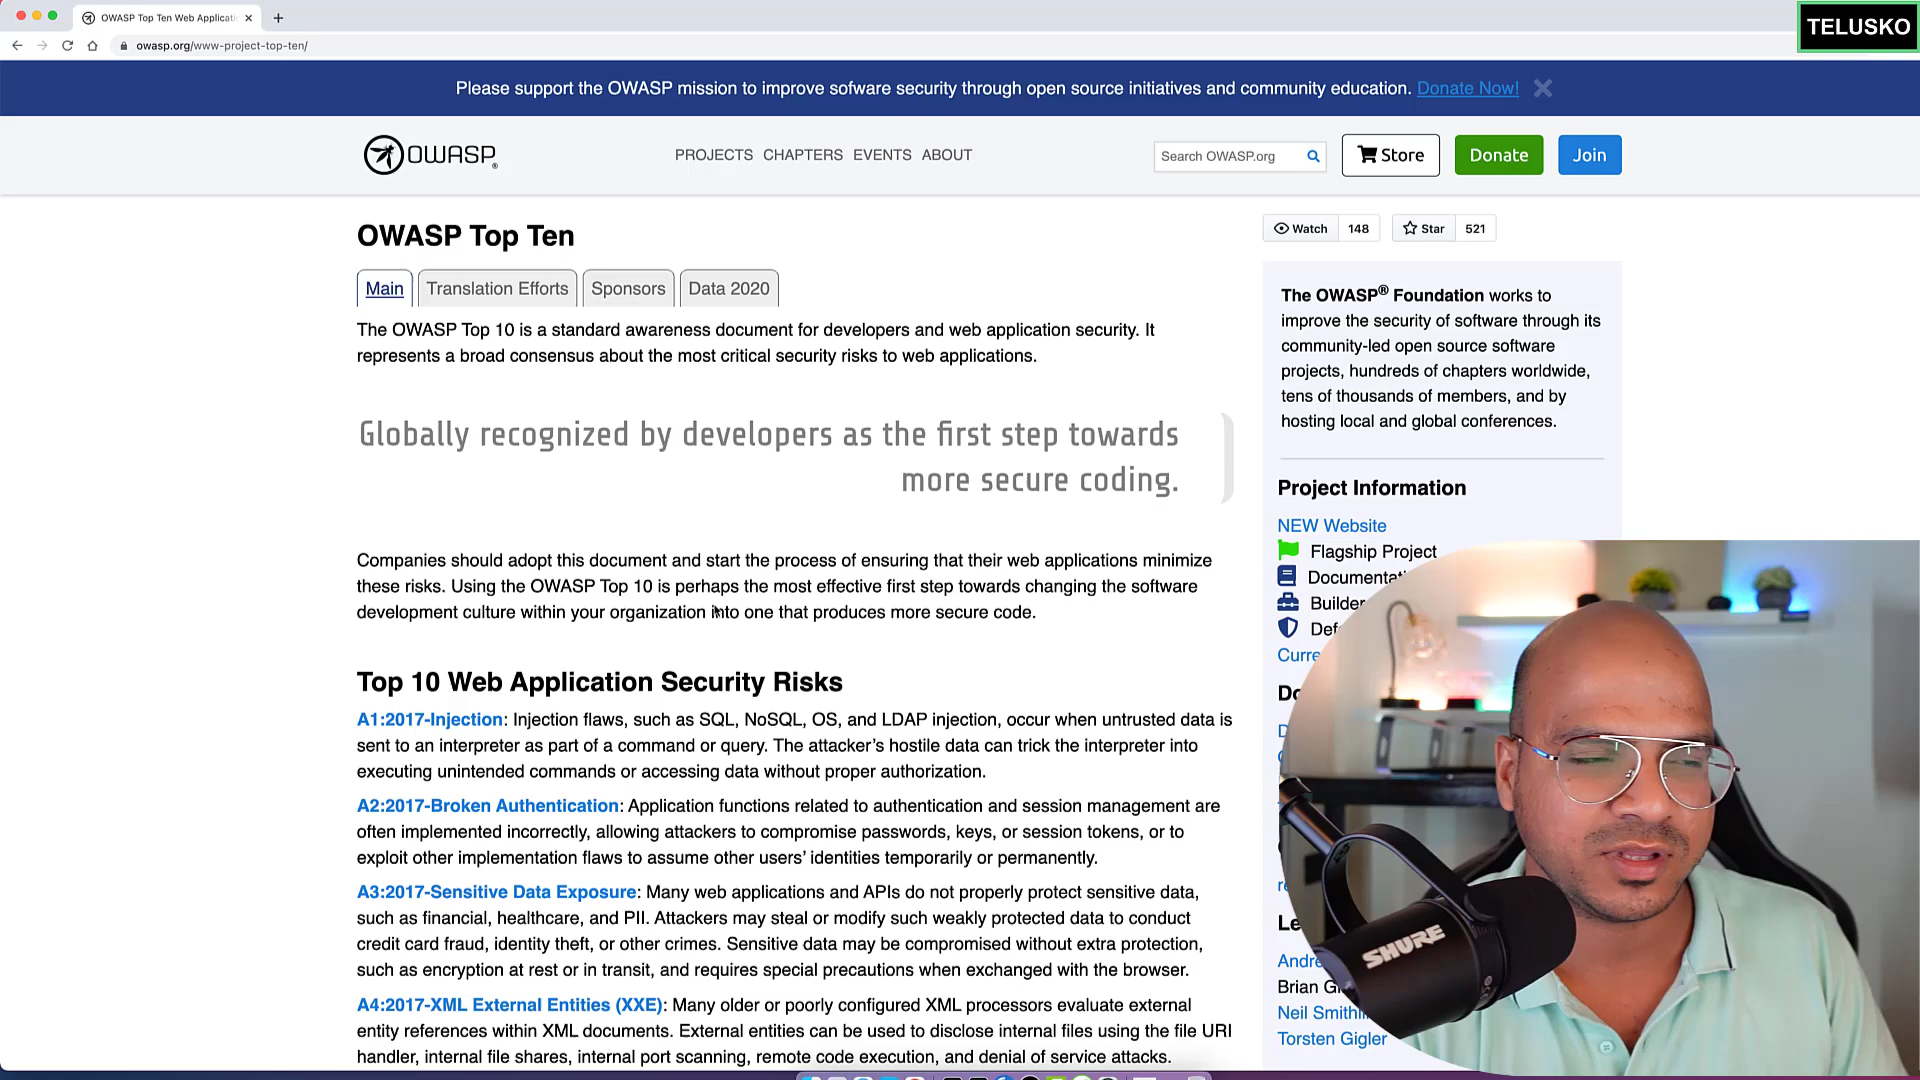 OWASP Top Ten Web Applicati
TELUSKO
owasp.org/www-project-top-ten/
Please support the OWASP mission to improve sofware security through open source initiatives and community education. Donate Now!
OWASP
PROJECTS CHAPTERS EVENTS ABOUT
Search OWASP.org
Store
Donate
Join
OWASP Top Ten
Watch 148
Star 521
Main
Translation Efforts
Sponsors
Data 2020
The OWASP Top 10 is a standard awareness document for developers and web application security. It
represents a broad consensus about the most critical security risks to web applications.
Globally recognized by developers as the first step towards
more secure coding.
Companies should adopt this document and start the process of ensuring that their web applications minimize
these risks. Using the OWASP Top 10 is perhaps the most effective first step towards changing the software
development culture within your organization into one that produces more secure code.
Top 10 Web Application Security Risks
A1:2017-Injection: Injection flaws, such as SQL, NoSQL, OS, and LDAP injection, occur when untrusted data is
sent to an interpreter as part of a command or query. The attacker's hostile data can trick the interpreter into
executing unintended commands or accessing data without proper authorization.
A2:2017-Broken Authentication: Application functions related to authentication and session management are
often implemented incorrectly, allowing attackers to compromise passwords, keys, or session tokens, or to
exploit other implementation flaws to assume other users' identities temporarily or permanently.
A3:2017-Sensitive Data Exposure: Many web applications and APIs do not properly protect sensitive data,
such as financial, healthcare, and PII. Attackers may steal or modify such weakly protected data to conduct
credit card fraud, identity theft, or other crimes. Sensitive data may be compromised without extra protection,
such as encryption at rest or in transit, and requires special precautions when exchanged with the browser.
A4:2017-XML External Entities (XXE): Many older or poorly configured XML processors evaluate external
entity references within XML documents. External entities can be used to disclose internal files using the file URI
handler, internal file shares, internal port scanning, remote code execution, and denial of service attacks.
The OWASP® Foundation works to
improve the security of software through its
community-led open source software
projects, hundreds of chapters worldwide,
tens of thousands of members, and by
hosting local and global conferences.
Project Information
NEW Website
Flagship Project
Documentati
Builder
Def
Curre
Do
Le
Andre
Brian Gl
Neil Smithli
Torsten Gigler
SHURE